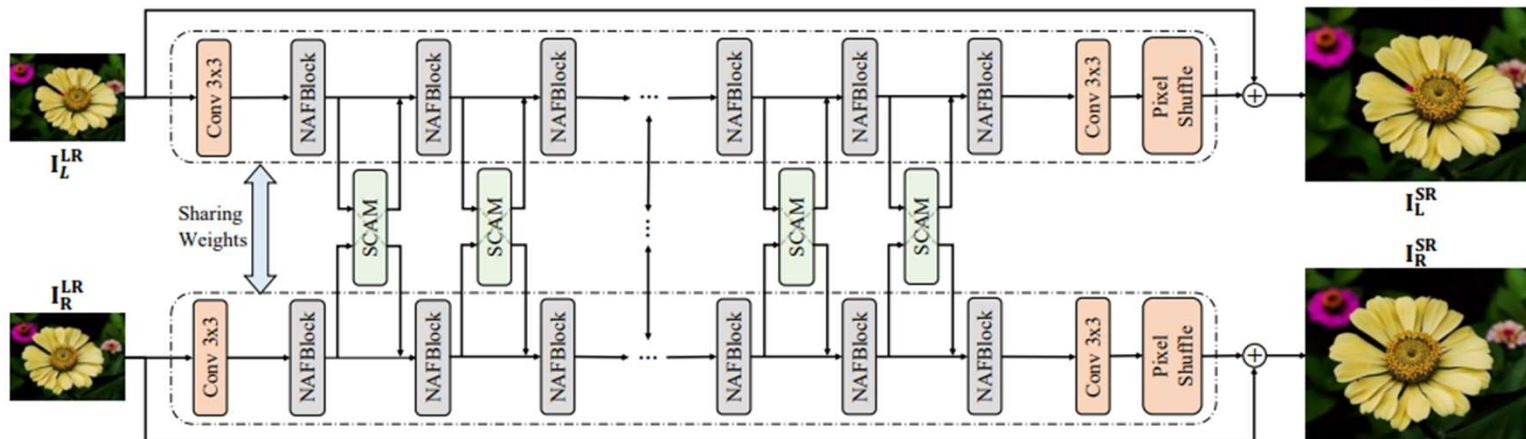 Conv 3x3
NAFBlock
NAFBlock
NAFBlock
...
NAFBlock
NAFBlock
NAFBlock
Conv 3x3
Pixel
Shuffle
+
I_L^LR
I_L^SR
Sharing
Weights
SCAM
SCAM
...
SCAM
SCAM
I_R^LR
I_R^SR
Conv 3x3
NAFBlock
NAFBlock
NAFBlock
...
NAFBlock
NAFBlock
NAFBlock
Conv 3x3
Pixel
Shuffle
+